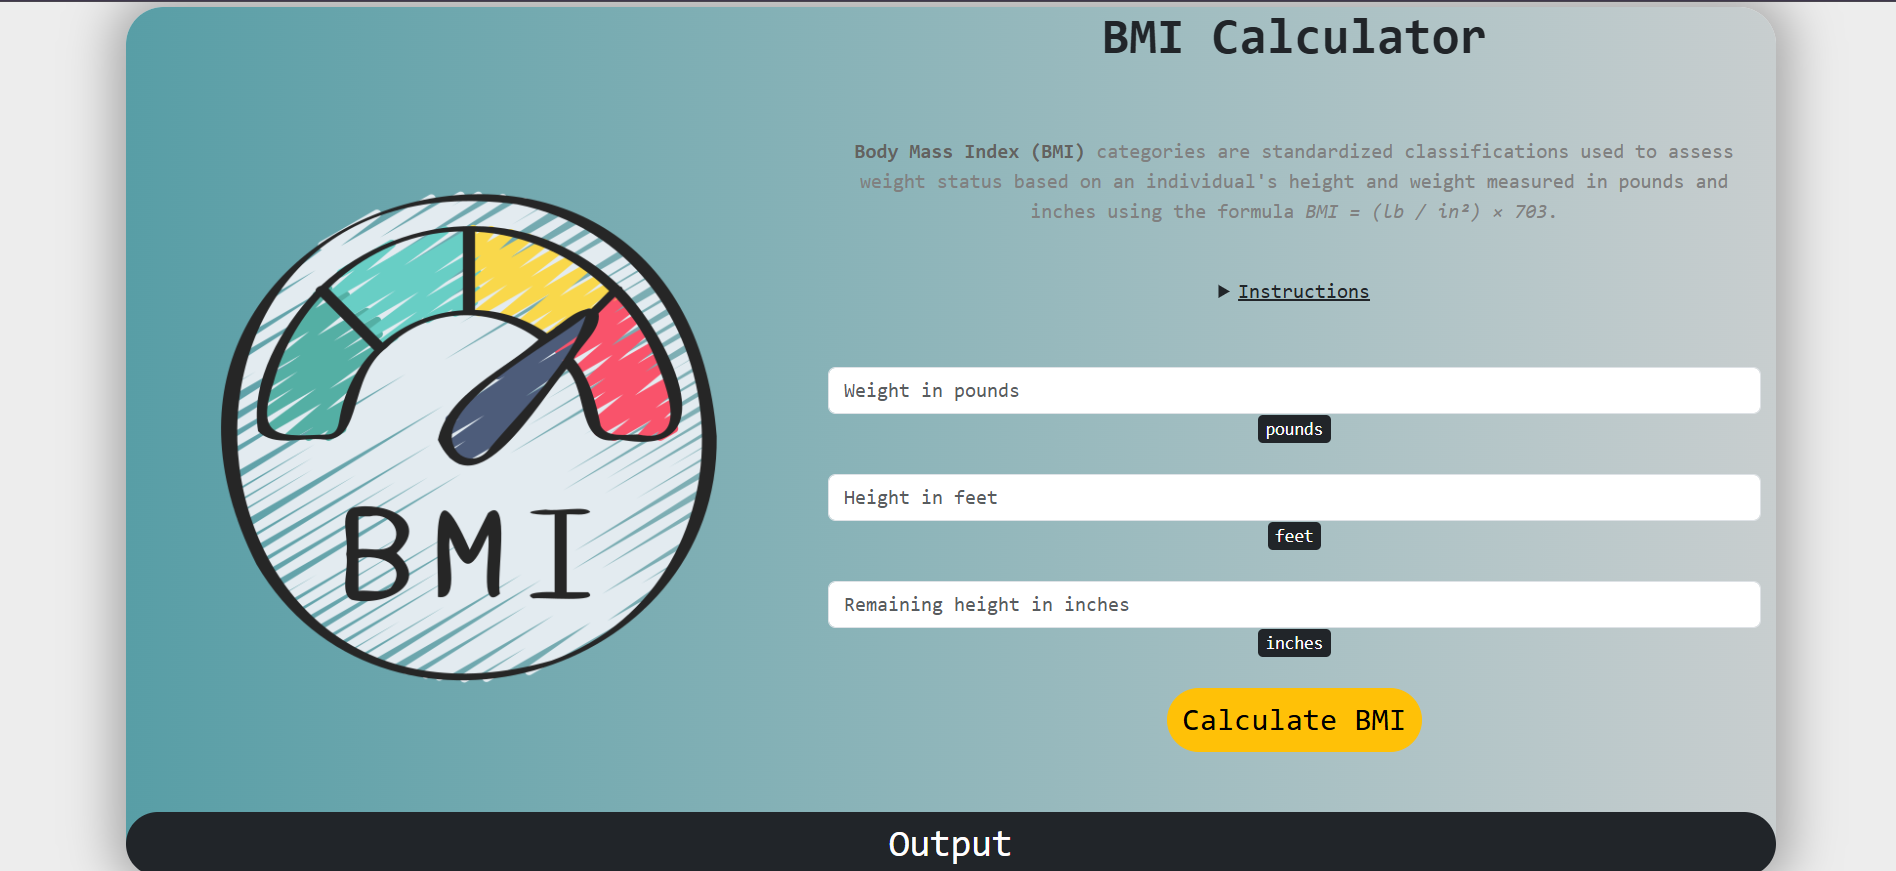 BMI Calculator
Body Mass Index (BMI) categories are standardized classifications used to assess
weight status based on an individual's height and weight measured in pounds and
inches using the formula BMI = (lb / in²) × 703.
▶ Instructions
Weight in pounds
pounds
Height in feet
feet
Remaining height in inches
inches
Calculate BMI
BMI
Output